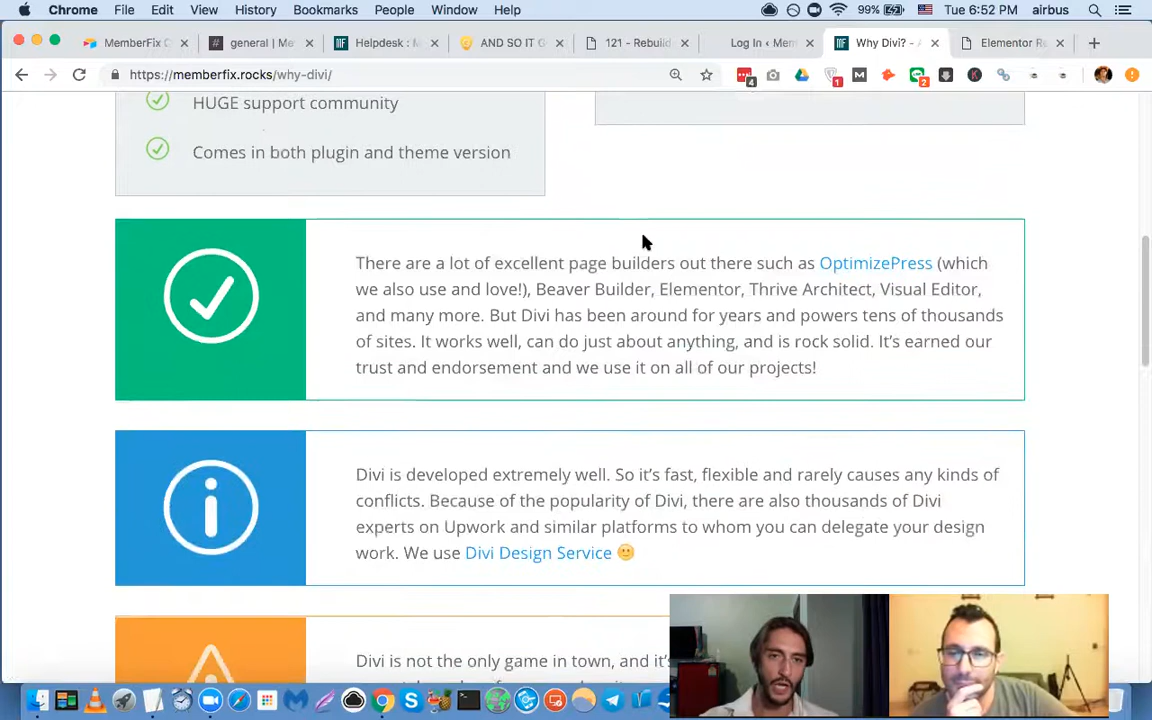 Chrome File Edit View History Bookmarks People Window Help 99% Tue 6:52 PM airbus
MemberFix C general | Me Helpdesk : M AND SO IT G 121 - Rebuild Log In ‹ Mem Why Divi? - Elementor Re
https://memberfix.rocks/why-divi/
HUGE support community
Comes in both plugin and theme version
There are a lot of excellent page builders out there such as OptimizePress (which
we also use and love!), Beaver Builder, Elementor, Thrive Architect, Visual Editor,
and many more. But Divi has been around for years and powers tens of thousands
of sites. It works well, can do just about anything, and is rock solid. It's earned our
trust and endorsement and we use it on all of our projects!
Divi is developed extremely well. So it's fast, flexible and rarely causes any kinds of
conflicts. Because of the popularity of Divi, there are also thousands of Divi
experts on Upwork and similar platforms to whom you can delegate your design
work. We use Divi Design Service
Divi is not the only game in town, and it's